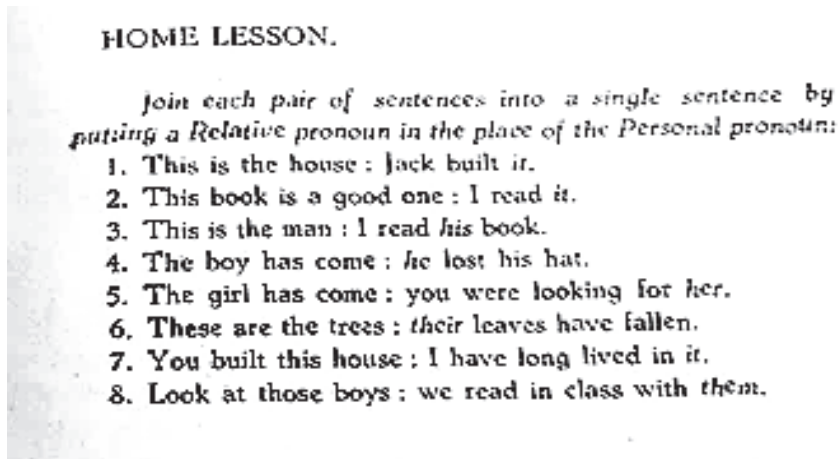 HOME LESSON.
Join each pair of sentences into a single sentence by
putting a Relative pronoun in the place of the Personal pronoun:
1. This is the house : Jack built it.
2. This book is a good one : I read it.
3. This is the man : I read his book.
4. The boy has come : he lost his hat.
5. The girl has come : you were looking for her.
6. These are the trees : their leaves have fallen.
7. You built this house : I have long lived in it.
8. Look at those boys : we read in class with them.